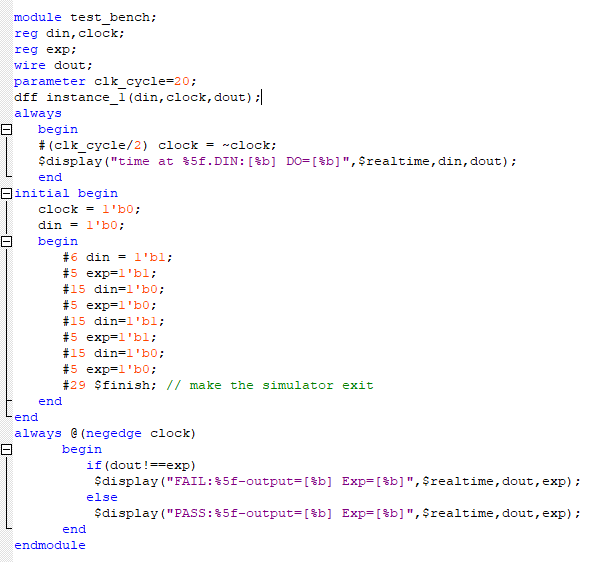 module test_bench;
reg din,clock;
reg exp;
wire dout;
parameter clk_cycle=20;
dff instance_1(din,clock,dout);
always
begin
#(clk_cycle/2) clock = ~clock;
$display("time at %5f.DIN:[%b] DO=[%b]",$realtime,din,dout);
end
initial begin
clock = 1'b0;
din = 1'b0;
begin
#6 din = 1'b1;
#5 exp=1'b1;
#15 din=1'b0;
#5 exp=1'b0;
#15 din=1'b1;
#5 exp=1'b1;
#15 din=1'b0;
#5 exp=1'b0;
#29 $finish; // make the simulator exit
end
end
always @(negedge clock)
begin
if(dout!==exp)
$display("FAIL:%5f-output=[%b] Exp=[%b]",$realtime,dout,exp);
else
$display("PASS:%5f-output=[%b] Exp=[%b]",$realtime,dout,exp);
end
endmodule